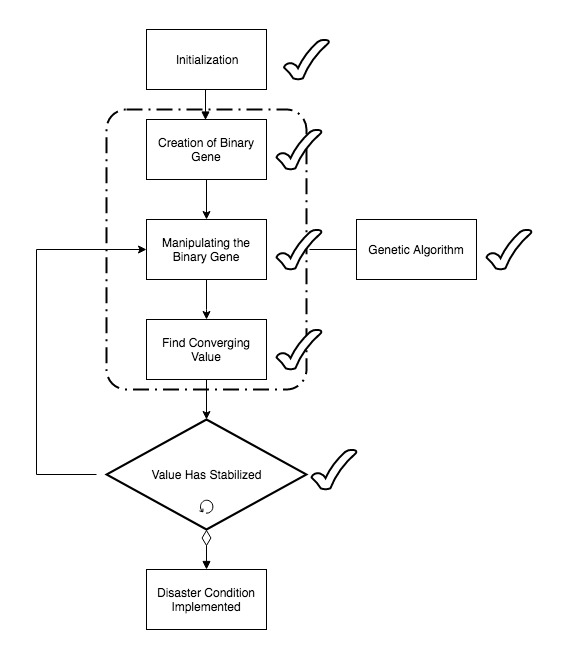 Initialization
Creation of Binary
Gene
Manipulating the
Binary Gene
Genetic Algorithm
Find Converging
Value
Value Has Stabilized
Disaster Condition
Implemented